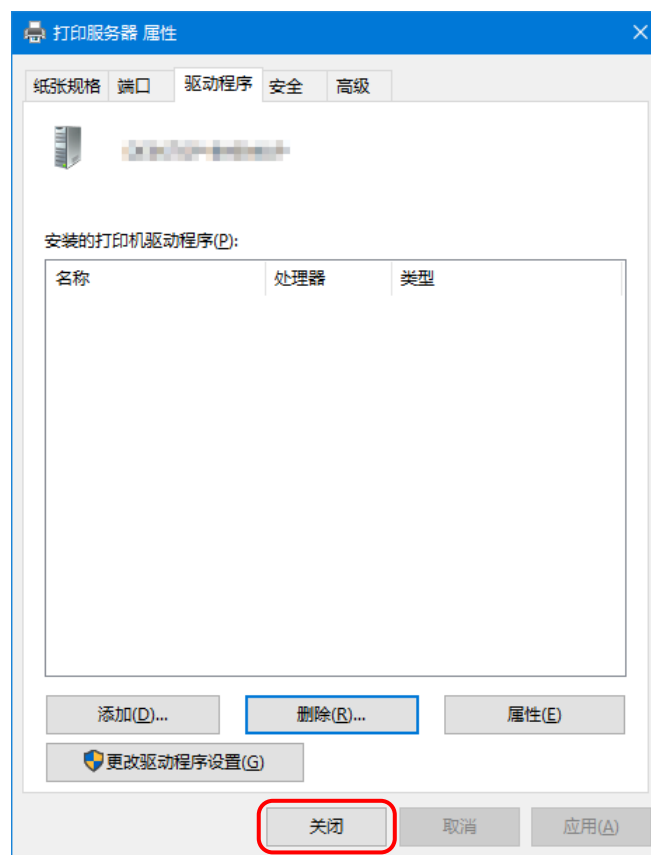 打印服务器 属性
纸张规格 端口 驱动程序 安全 高级
安装的打印机驱动程序(P):
名称 处理器 类型
添加(D)... 删除(R)... 属性(E)
更改驱动程序设置(G)
关闭 取消 应用(A)